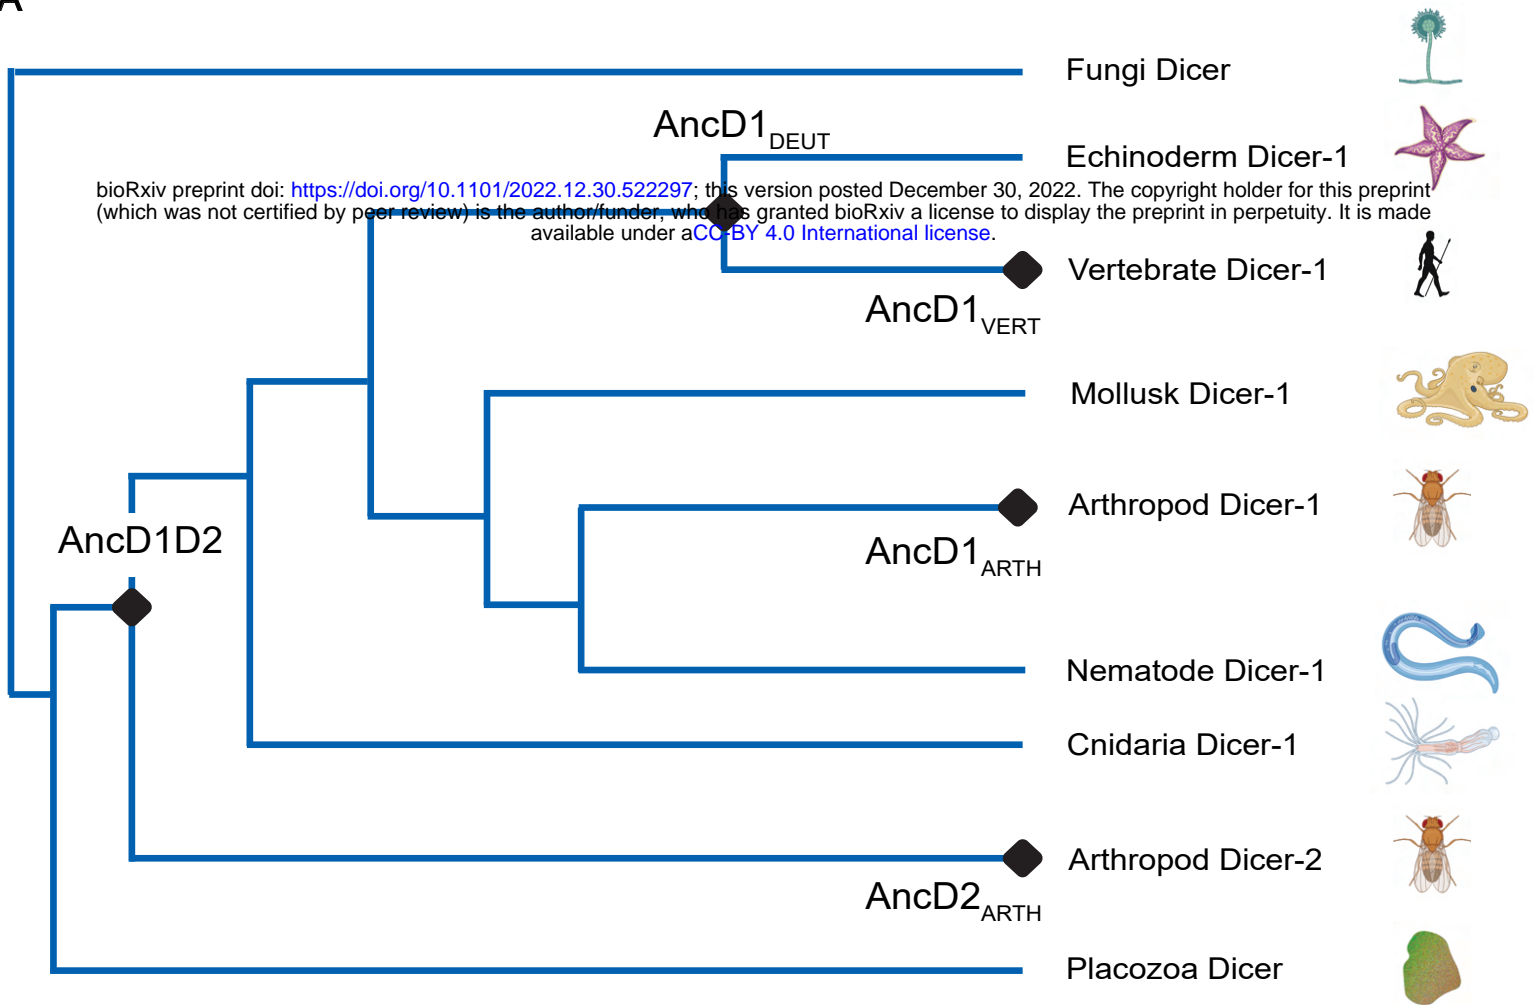 A
Fungi Dicer
AncD1DEUT
Echinoderm Dicer-1
bioRxiv preprint doi: https://doi.org/10.1101/2022.12.30.522297; this version posted December 30, 2022. The copyright holder for this preprint
(which was not certified by peer review) is the author/funder, who has granted bioRxiv a license to display the preprint in perpetuity. It is made
available under aCC-BY 4.0 International license.
Vertebrate Dicer-1
AncD1VERT
Mollusk Dicer-1
Arthropod Dicer-1
AncD1D2
AncD1ARTH
Nematode Dicer-1
Cnidaria Dicer-1
Arthropod Dicer-2
AncD2ARTH
Placozoa Dicer